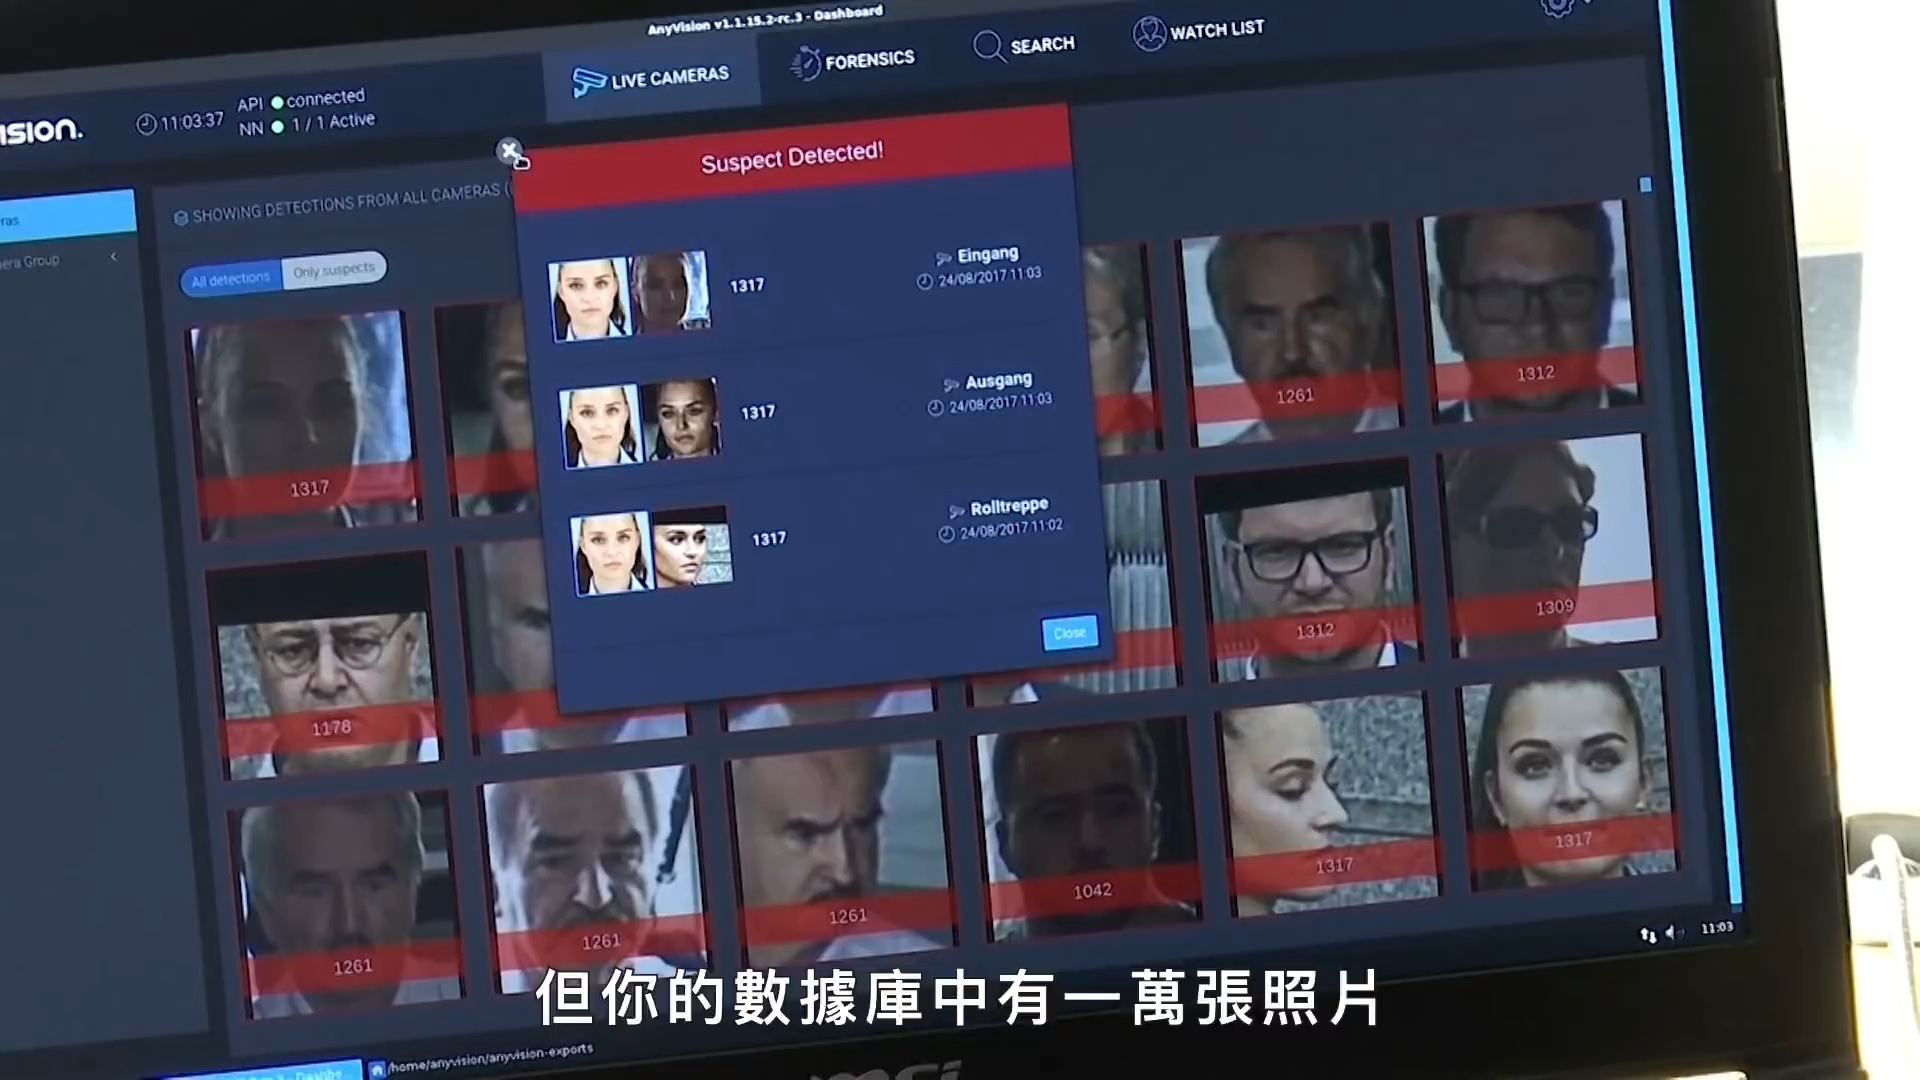 AnyVision v1.1.15.2-rc.3 - Dashboard
LIVE CAMERAS
FORENSICS
SEARCH
WATCH LIST
ision.
11:03:37
API connected
NN 1 / 1 Active
SHOWING DETECTIONS FROM ALL CAMERAS (
ras
era Group
All detections
Only suspects
Suspect Detected!
1317
Eingang
24/08/2017 11:03
1317
Ausgang
24/08/2017 11:03
1317
Rolltreppe
24/08/2017 11:02
Close
1317
1261
1312
1178
1312
1309
1261
1261
1261
1042
1317
1317
11:03
但你的數據庫中有一萬張照片
/home/anyvision/anyvision-exports